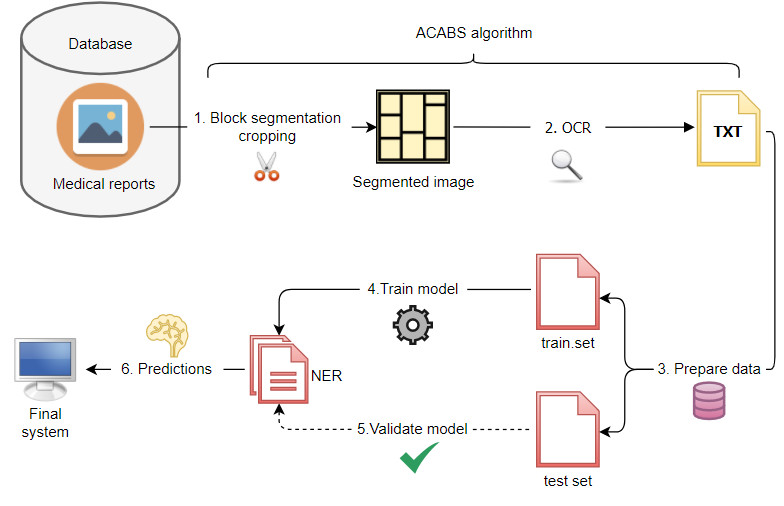 ACABS algorithm
Database
1. Block segmentation
cropping
2. OCR
TXT
Medical reports
Segmented image
4.Train model
train.set
3. Prepare data
6. Predictions
NER
Final
system
5.Validate model
test set